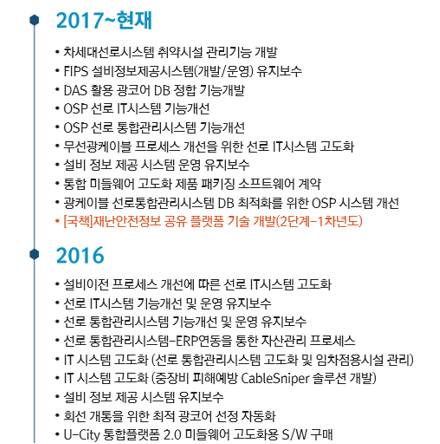 2017~현재
• 차세대선로시스템 취약시설 관리기능 개발
• FIPS 설비정보제공시스템(개발/운영) 유지보수
• DAS 활용 광코어 DB 정합 기능개발
• OSP 선로 IT시스템 기능개선
• OSP 선로 통합관리시스템 기능개선
• 무선광케이블 프로세스 개선을 위한 선로 IT시스템 고도화
• 설비 정보 제공 시스템 운영 유지보수
• 통합 미들웨어 고도화 제품 패키징 소프트웨어 계약
• 광케이블 선로통합관리시스템 DB 최적화를 위한 OSP 시스템 개선
• [국책]재난안전정보 공유 플랫폼 기술 개발(2단계-1차년도)
2016
• 설비이전 프로세스 개선에 따른 선로 IT시스템 고도화
• 선로 IT시스템 기능개선 및 운영 유지보수
• 선로 통합관리시스템 기능개선 및 운영 유지보수
• 선로 통합관리시스템-ERP연동을 통한 자산관리 프로세스
• IT 시스템 고도화 (선로 통합관리시스템 고도화 및 임차점용시설 관리)
• IT 시스템 고도화 (중장비 피해예방 CableSniper 솔루션 개발)
• 설비 정보 제공 시스템 유지보수
• 회선 개통을 위한 최적 광코어 선정 자동화
• U-City 통합플랫폼 2.0 미들웨어 고도화용 S/W 구매